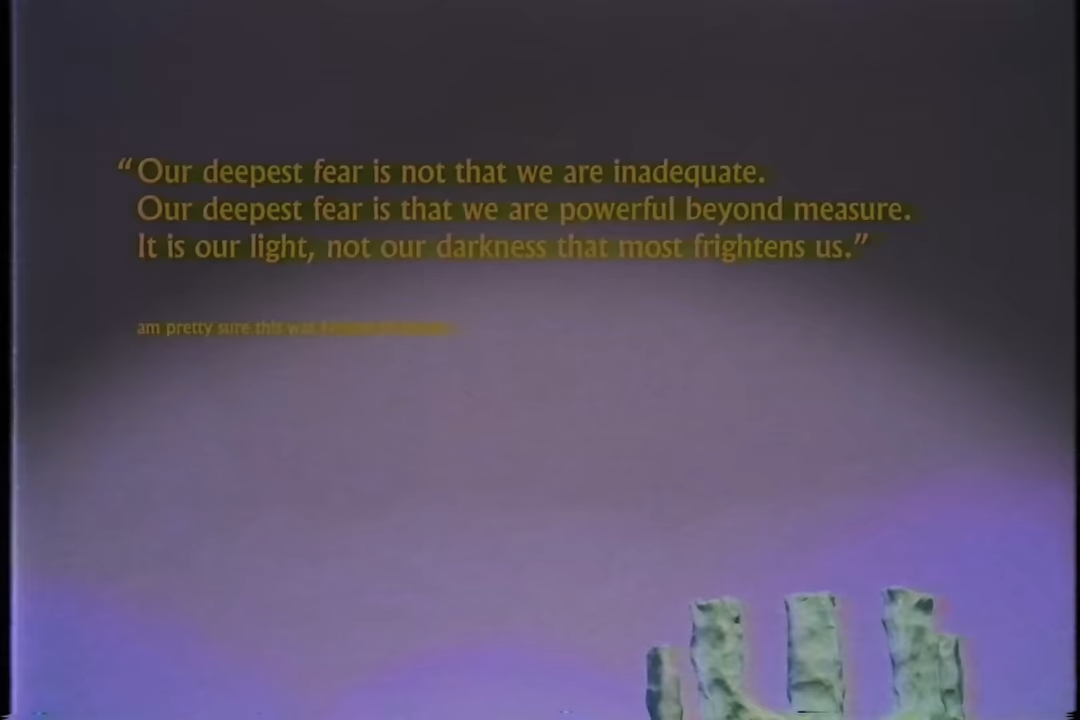 “Our deepest fear is not that we are inadequate.
Our deepest fear is that we are powerful beyond measure.
It is our light, not our darkness that most frightens us.”
am pretty sure this was